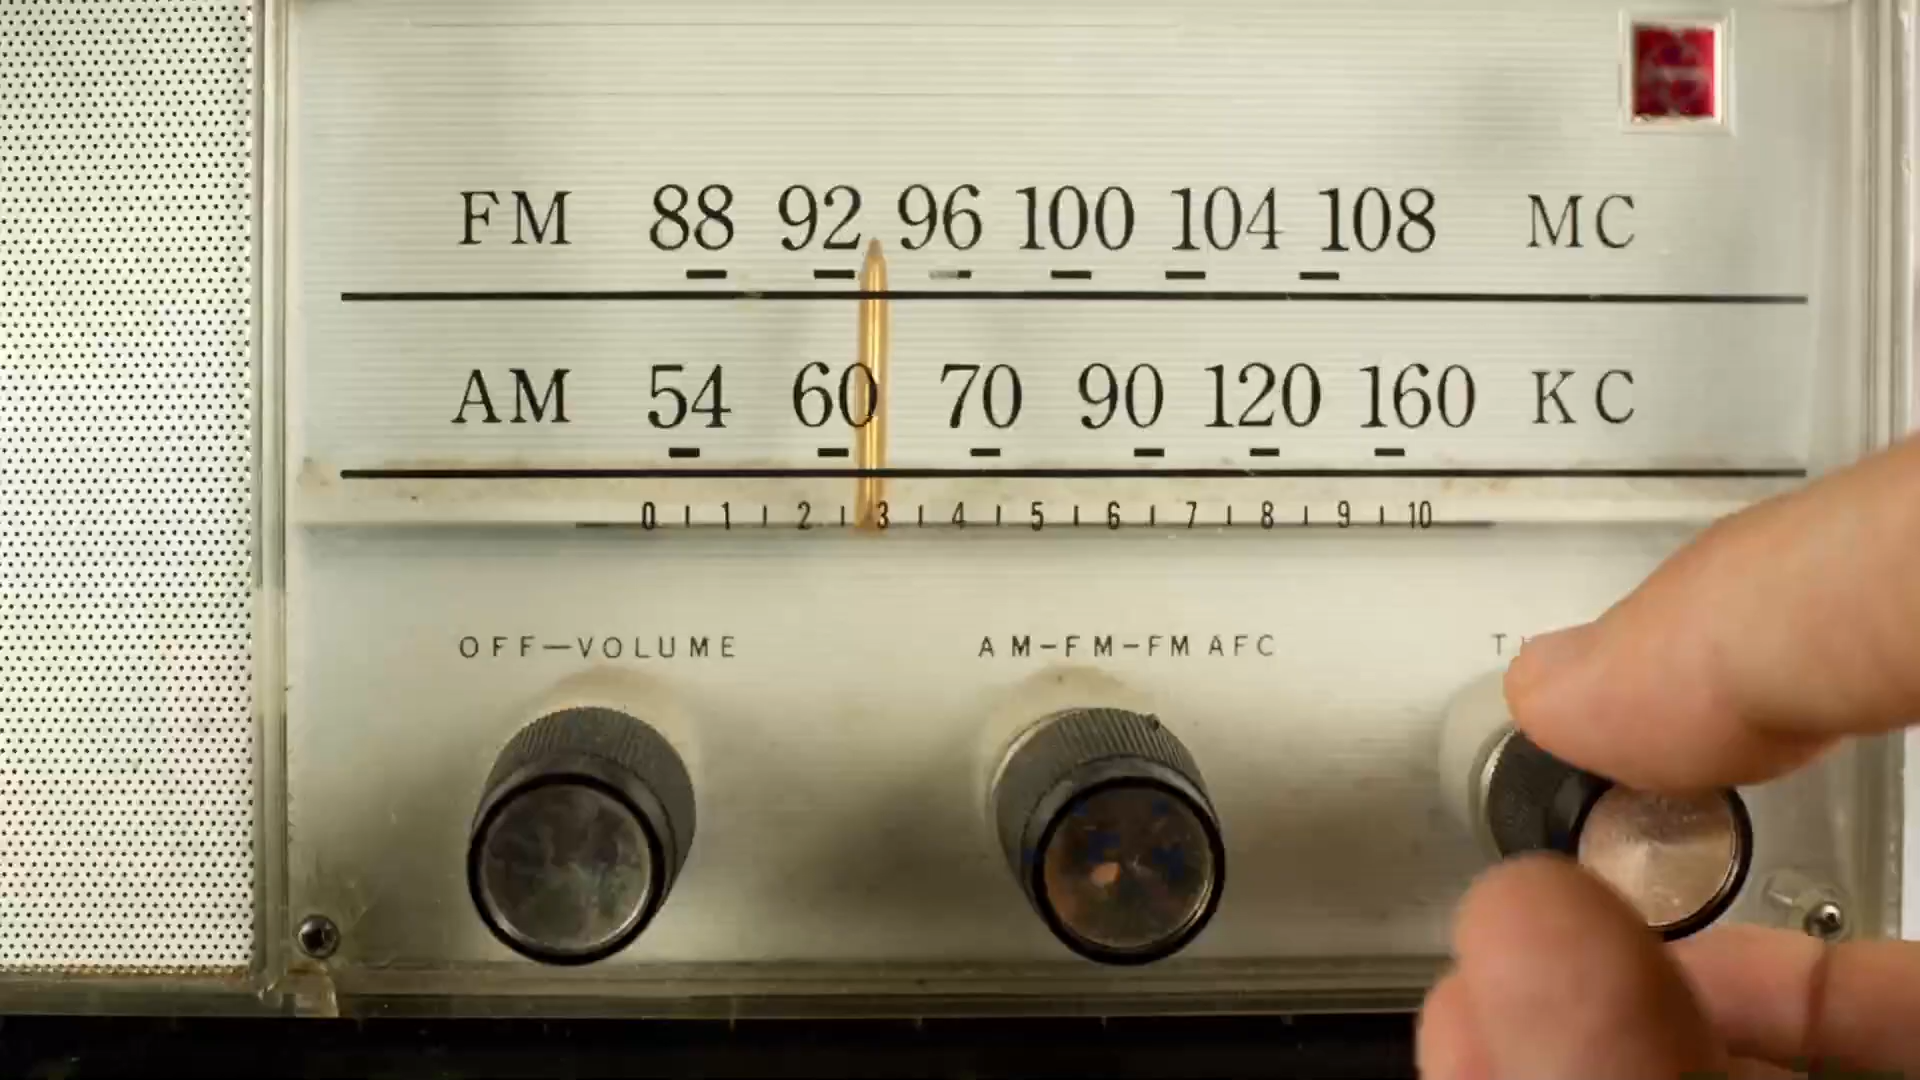 FM 88 92 96 100 104 108 MC
AM 54 60 70 90 120 160 KC
0 1 2 3 4 5 6 7 8 9 10
OFF—VOLUME AM-FM-FM AFC